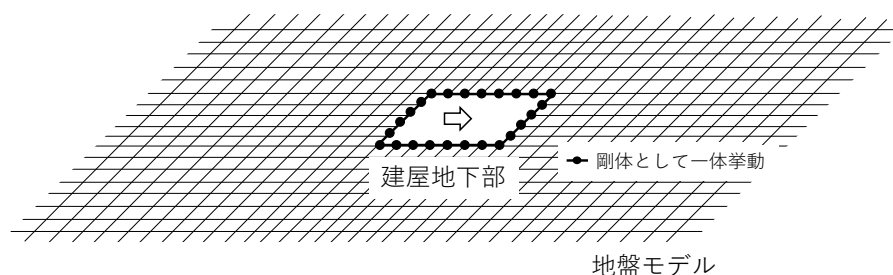 建屋地下部
剛体として一体挙動
地盤モデル